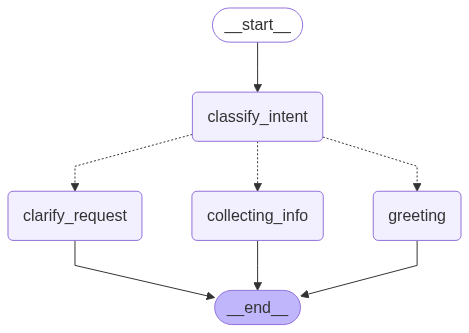 __start__
classify_intent
clarify_request
collecting_info
greeting
__end__